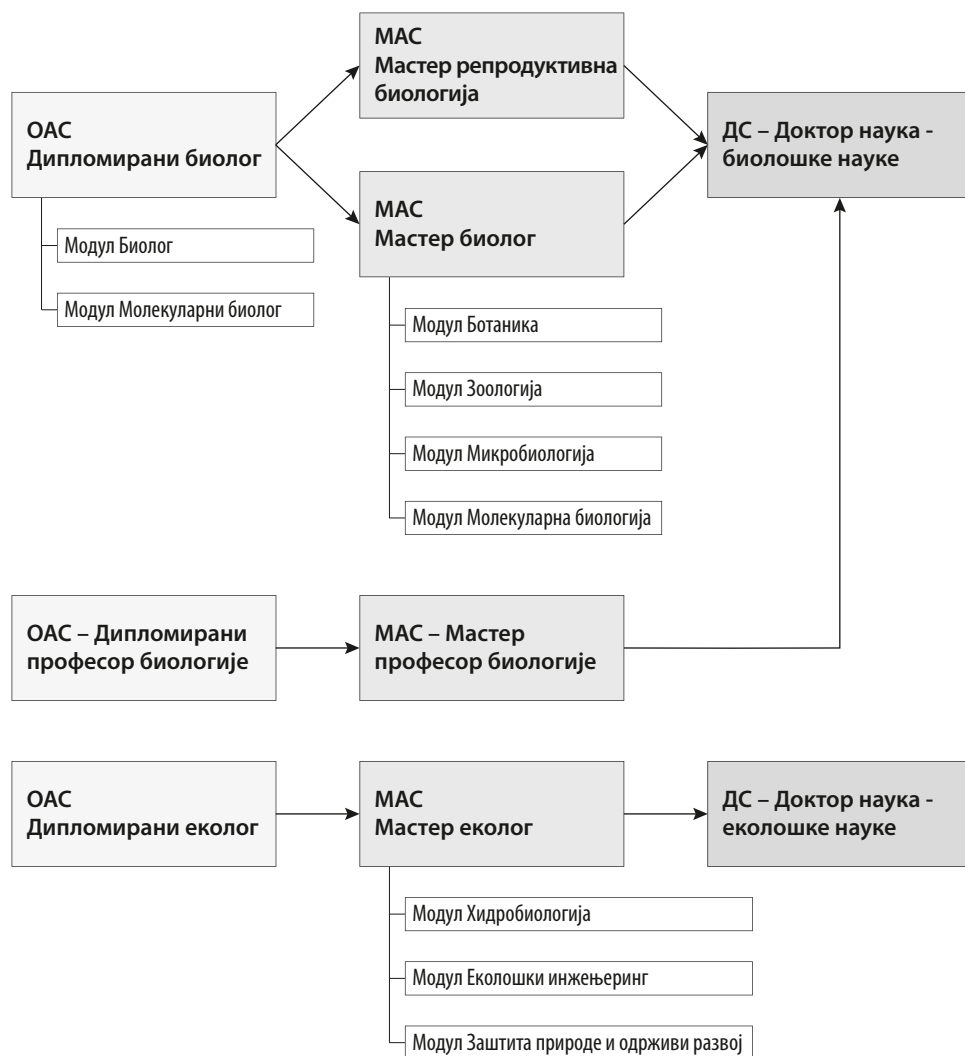 МАС
Мастер репродуктивна
биологија
ОАС
Дипломирани биолог
ДС – Доктор наука -
биолошке науке
МАС
Мастер биолог
Модул Биолог
Модул Молекуларни биолог
Модул Ботаника
Модул Зоологија
Модул Микробиологија
Модул Молекуларна биологија
ОАС – Дипломирани
професор биологије
МАС – Мастер
професор биологије
ОАС
Дипломирани еколог
МАС
Мастер еколог
ДС – Доктор наука -
еколошке науке
Модул Хидробиологија
Модул Еколошки инжењеринг
Модул Заштита природе и одрживи развој